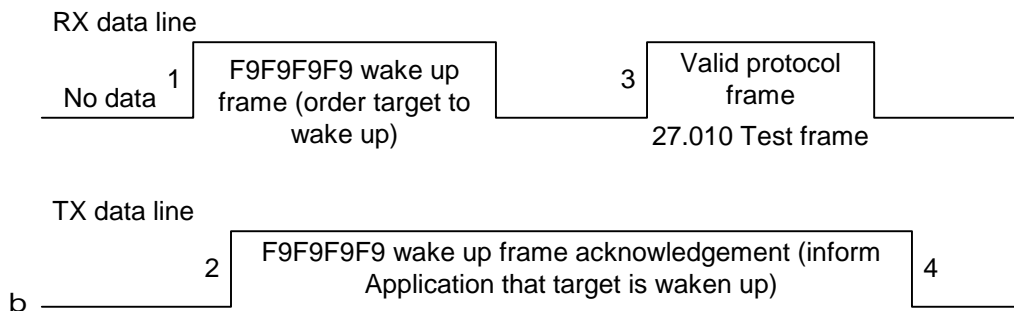 RX data line
No data
1
F9F9F9F9 wake up
frame (order target to
wake up)
3
Valid protocol
frame
27.010 Test frame
TX data line
2
F9F9F9F9 wake up frame acknowledgement (inform
Application that target is waken up)
4
b